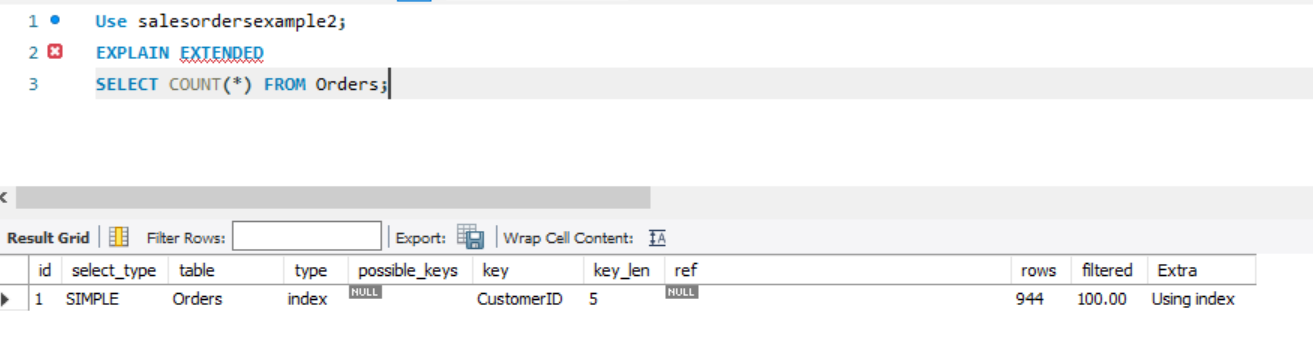 1 Use salesordersexample2;
2 EXPLAIN EXTENDED
3 SELECT COUNT(*) FROM Orders;
Result Grid Filter Rows: Export: Wrap Cell Content: IA
id select_type table type possible_keys key key_len ref rows filtered Extra
1 SIMPLE Orders index NULL CustomerID 5 NULL 944 100.00 Using index